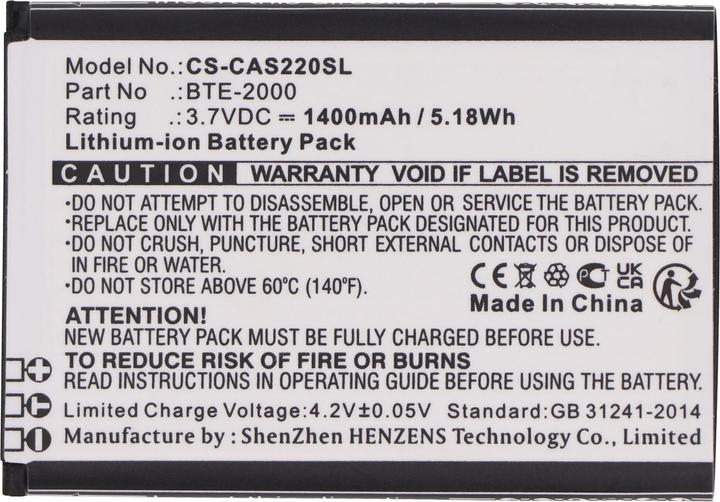 Model No.: CS-CAS220SL
Part No .: BTE-2000
Rating .: 3.7VDC ⎓ 1400mAh / 5.18Wh
Lithium-ion Battery Pack
CAUTION WARRANTY VOID IF LABEL IS REMOVED
•DO NOT ATTEMPT TO DISASSEMBLE, OPEN OR SERVICE THE BATTERY PACK.
•REPLACE ONLY WITH THE BATTERY PACK DESIGNATED FOR THIS PRODUCT.
•DO NOT CRUSH, PUNCTURE, SHORT EXTERNAL CONTACTS OR DISPOSE OF
IN FIRE OR WATER.
•DO NOT STORE ABOVE 60°C (140°F).
CE PCT UK CA
Made In China
ATTENTION!
NEW BATTERY PACK MUST BE FULLY CHARGED BEFORE USE.
TO REDUCE RISK OF FIRE OR BURNS
READ INSTRUCTIONS IN OPERATING GUIDE BEFORE USING BATTERY PACK.
Limited Charge Voltage: 4.2V±0.05V Standard: GB 31241-2014
Manufacturer : ShenZhen HENZENS Technology Co., Limited